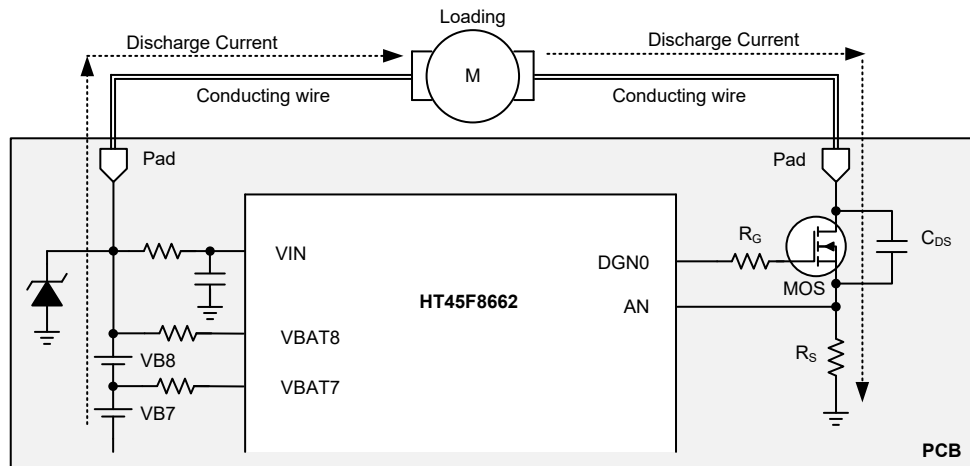 Loading
Discharge Current
Discharge Current
M
Conducting wire
Conducting wire
Pad
Pad
VIN
VBAT8
VBAT7
VB8
VB7
HT45F8662
DGN0
AN
RG
MOS
CDS
RS
PCB